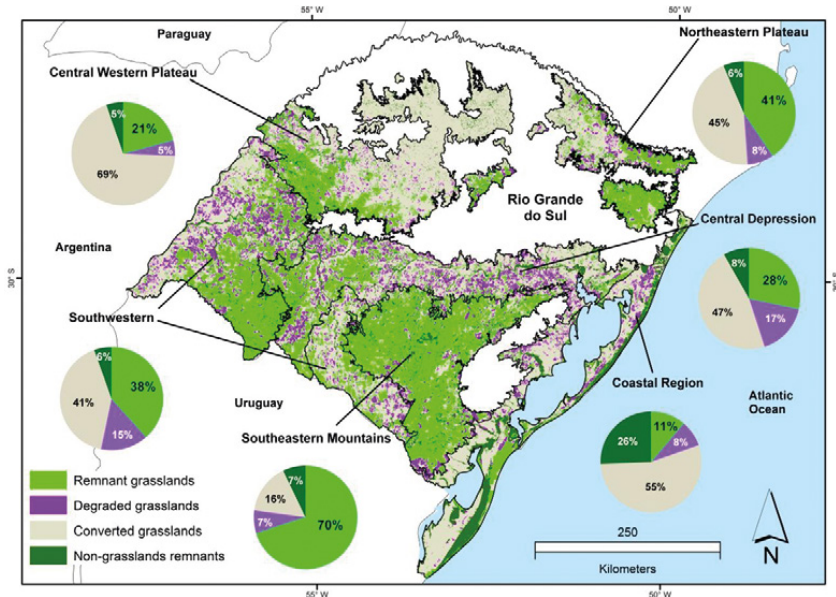 55° W
50° W
Paraguay
Northeastern Plateau
Central Western Plateau
5%
21%
5%
69%
6%
41%
45%
8%
Rio Grande
do Sul
Central Depression
Argentina
30° S
30° S
8%
28%
47%
17%
Southwestern
6%
38%
41%
15%
Coastal Region
Uruguay
Atlantic
Ocean
Southeastern Mountains
11%
26%
8%
55%
7%
16%
7%
70%
Remnant grasslands
Degraded grasslands
Converted grasslands
Non-grasslands remnants
250
Kilometers
N
55° W
50° W